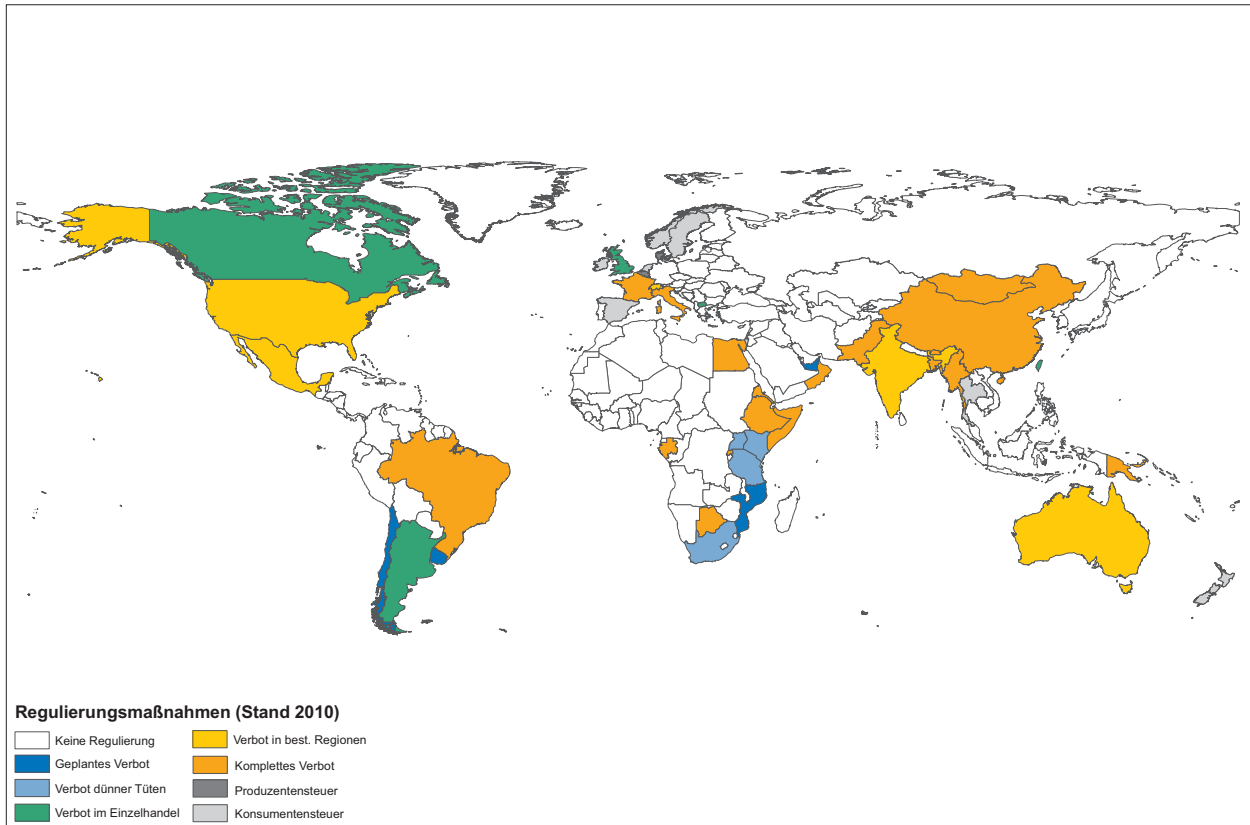 Regulierungsmaßnahmen (Stand 2010)
Keine Regulierung
Geplantes Verbot
Verbot dünner Tüten
Verbot im Einzelhandel
Verbot in best. Regionen
Komplettes Verbot
Produzentensteuer
Konsumentensteuer